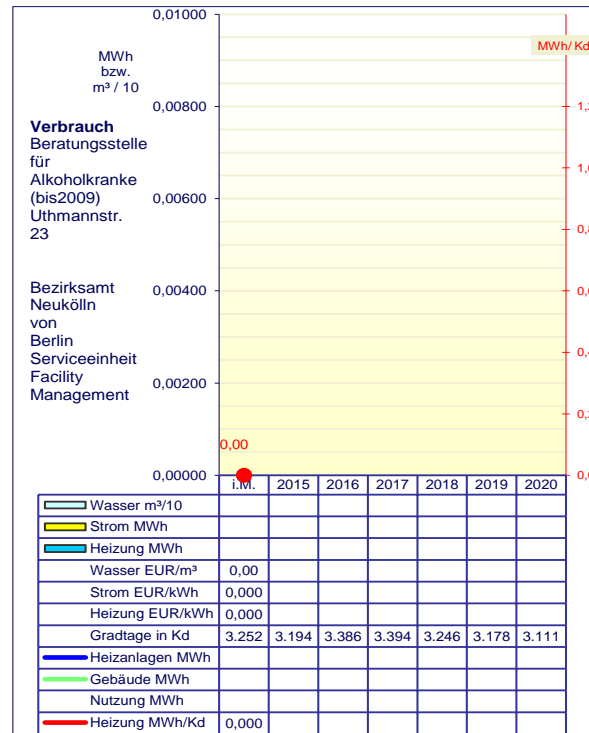 MWh
bzw.
m³ / 10
Verbrauch
Beratungsstelle
für
Alkoholkranke
(bis2009)
Uthmannstr.
23
Bezirksamt
Neukölln
von
Berlin
Serviceeinheit
Facility
Management
0,01000
0,00800
0,00600
0,00400
0,00200
0,00000
MWh/ Kd
0,00
i.M. 2015 2016 2017 2018 2019 2020
Wasser m³/10
Strom MWh
Heizung MWh
Wasser EUR/m³ 0,00
Strom EUR/kWh 0,000
Heizung EUR/kWh 0,000
Gradtage in Kd 3.252 3.194 3.386 3.394 3.246 3.178 3.111
Heizanlagen MWh
Gebäude MWh
Nutzung MWh
Heizung MWh/Kd 0,000